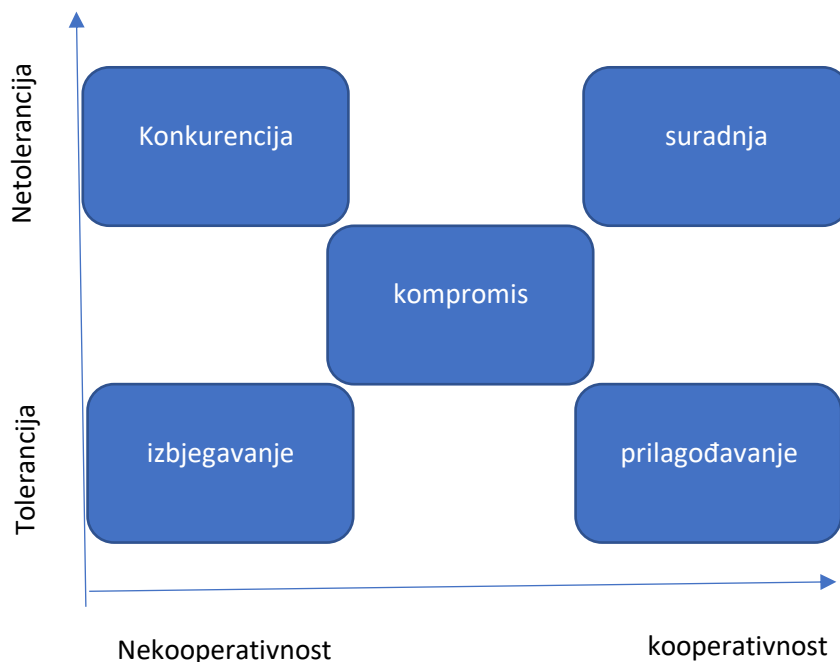 Netolerancija
Konkurencija
suradnja
kompromis
Tolerancija
izbjegavanje
prilagođavanje
Nekooperativnost
kooperativnost